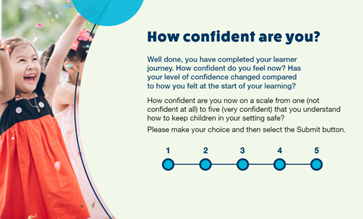 How confident are you?
Well done, you have completed your learner
journey. How confident do you feel now? Has
your level of confidence changed compared
to how you felt at the start of your learning?
How confident are you now on a scale from one (not
confident at all) to five (very confident) that you understand
how to keep children in your setting safe?
Please make your choice and then select the Submit button.
1 2 3 4 5